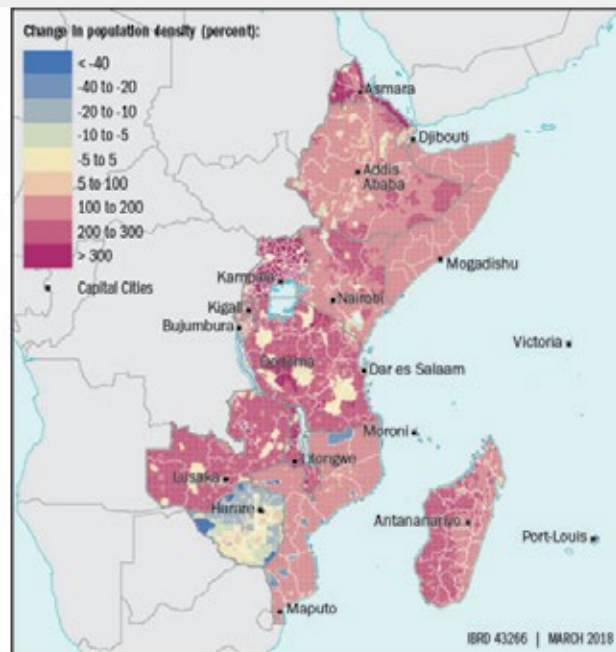 Change in population density (percent):
< -40
-40 to -20
-20 to -10
-10 to -5
-5 to 5
5 to 100
100 to 200
200 to 300
> 300
Capital Cities
Asmara
Djibouti
Addis
Ababa
Mogadishu
Kampala
Nairobi
Kigali
Bujumbura
Victoria
Dodoma
Dar es Salaam
Moroni
Lilongwe
Lusaka
Harare
Antananarivo
Port-Louis
Maputo
IBRD 43266 | MARCH 2018